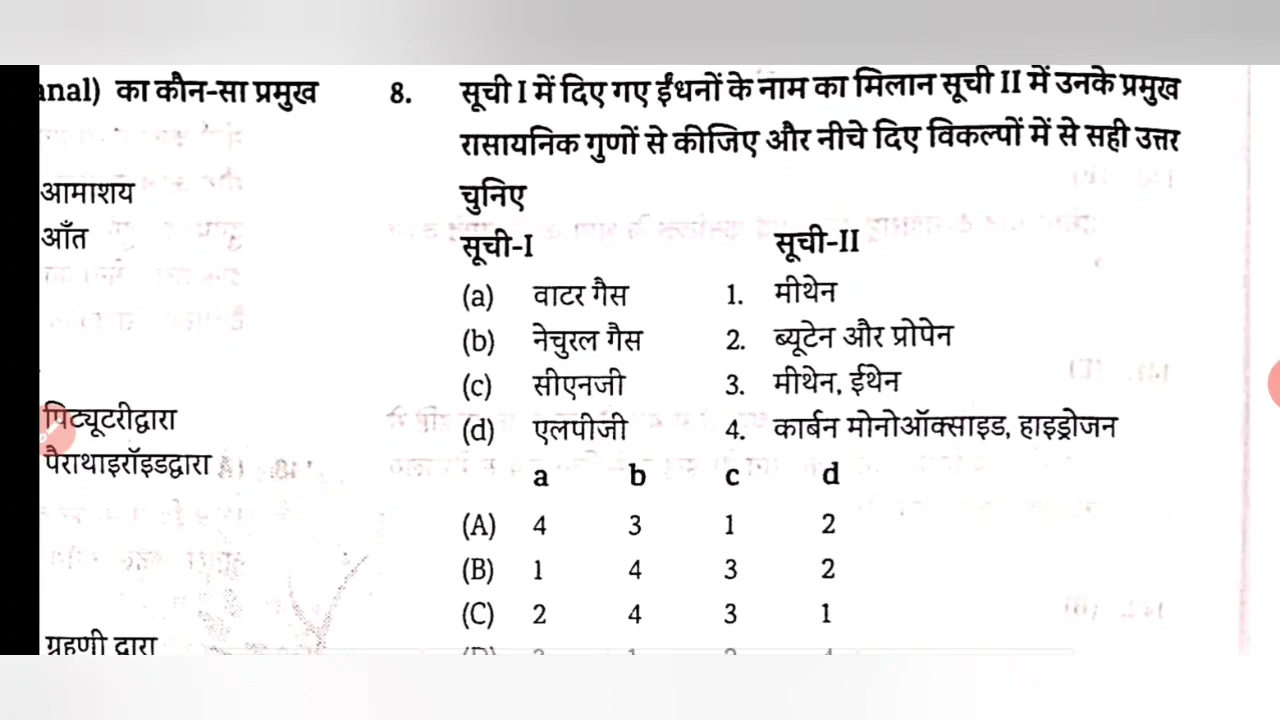 anal) का कौन-सा प्रमुख
आमाशय
आँत
पिट्यूटरीद्वारा
पैराथाइरॉइडद्वारा
ग्रहणी द्वारा
8. सूची I में दिए गए ईंधनों के नाम का मिलान सूची II में उनके प्रमुख
रासायनिक गुणों से कीजिए और नीचे दिए विकल्पों में से सही उत्तर
चुनिए
सूची-I सूची-II
(a) वाटर गैस 1. मीथेन
(b) नेचुरल गैस 2. ब्यूटेन और प्रोपेन
(c) सीएनजी 3. मीथेन, ईथेन
(d) एलपीजी 4. कार्बन मोनोऑक्साइड, हाइड्रोजन
a b c d
(A) 4 3 1 2
(B) 1 4 3 2
(C) 2 4 3 1